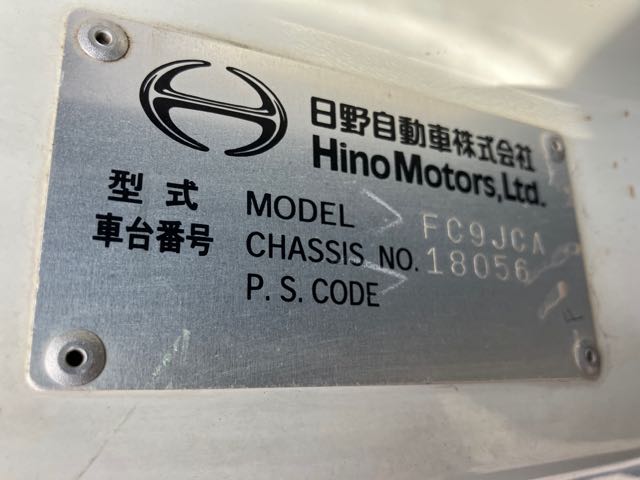 日野自動車株式会社
Hino Motors, Ltd.
型式 MODEL FC9JCA
車台番号 CHASSIS NO. 18056
P. S. CODE
F